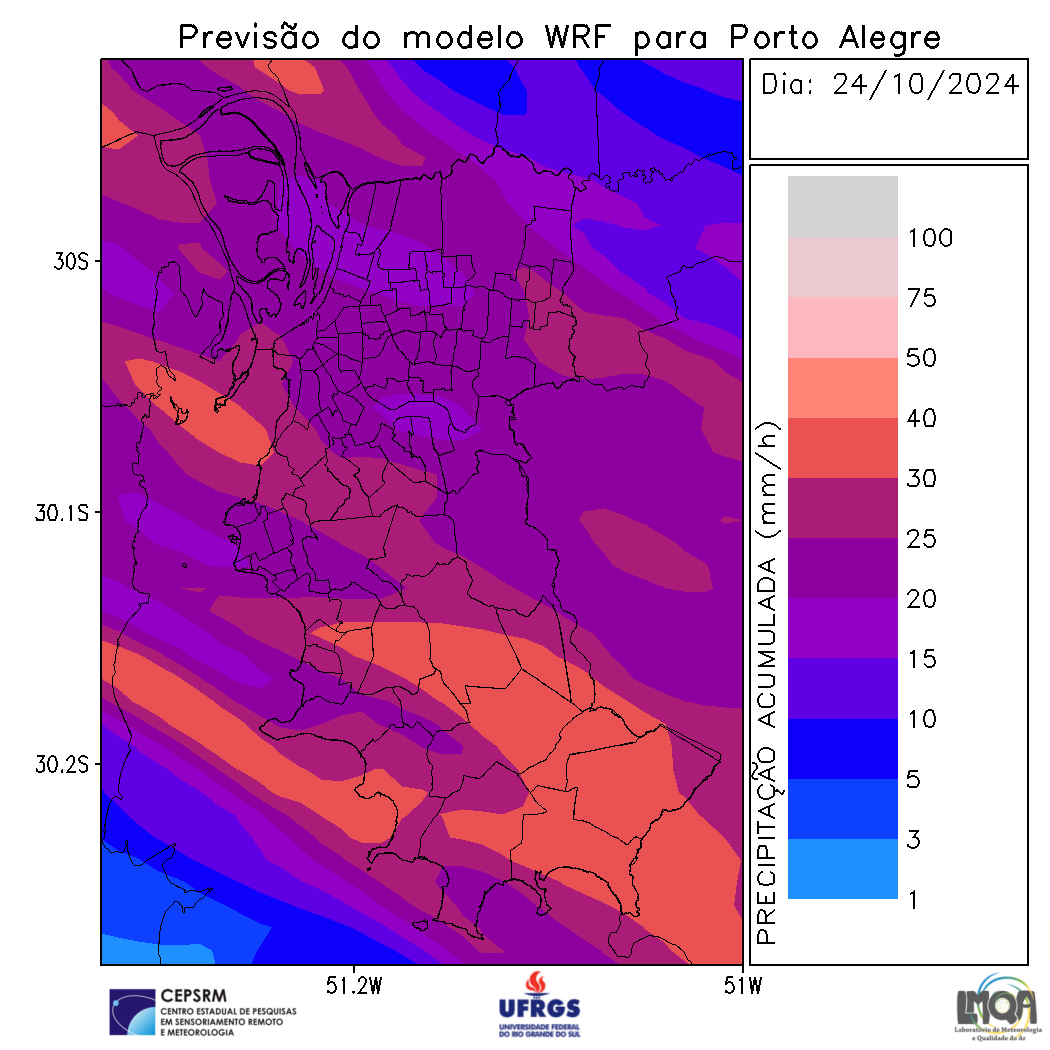 Previsão do modelo WRF para Porto Alegre
Dia: 24/10/2024
30S
30.1S
30.2S
51.2W
51W
PRECIPITAÇÃO ACUMULADA (mm/h)
100
75
50
40
30
25
20
15
10
5
3
1
CEPSRM
CENTRO ESTADUAL DE PESQUISAS
EM SENSORIAMENTO REMOTO
E METEOROLOGIA
UFRGS
UNIVERSIDADE FEDERAL
DO RIO GRANDE DO SUL
LMQA
Laboratório de Meteorologia
e Qualidade do Ar